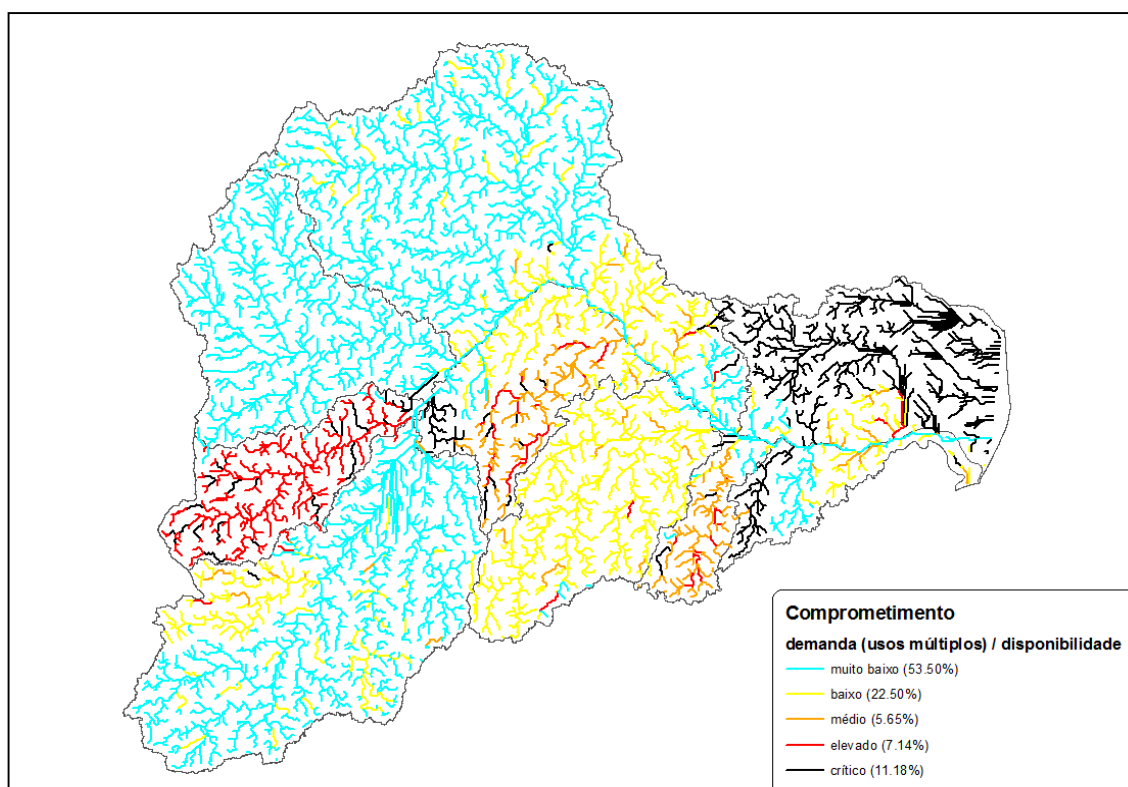 Comprometimento
demanda (usos múltiplos) / disponibilidade
muito baixo (53.50%)
baixo (22.50%)
médio (5.65%)
elevado (7.14%)
crítico (11.18%)